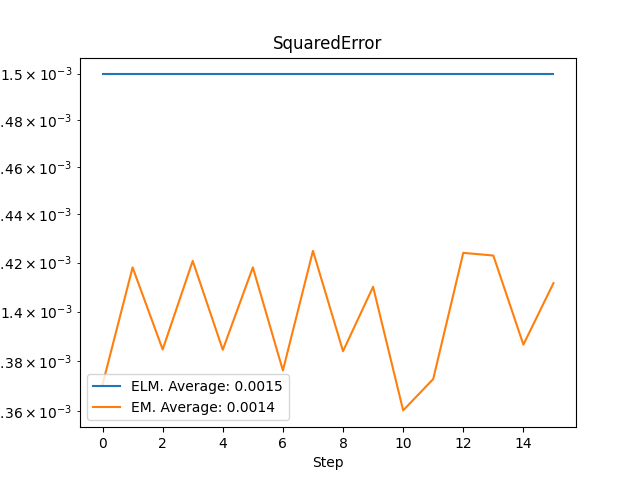 SquaredError
1.5 × 10⁻³
.48 × 10⁻³
.46 × 10⁻³
.44 × 10⁻³
.42 × 10⁻³
1.4 × 10⁻³
.38 × 10⁻³
.36 × 10⁻³
ELM. Average: 0.0015
EM. Average: 0.0014
0 2 4 6 8 10 12 14
Step